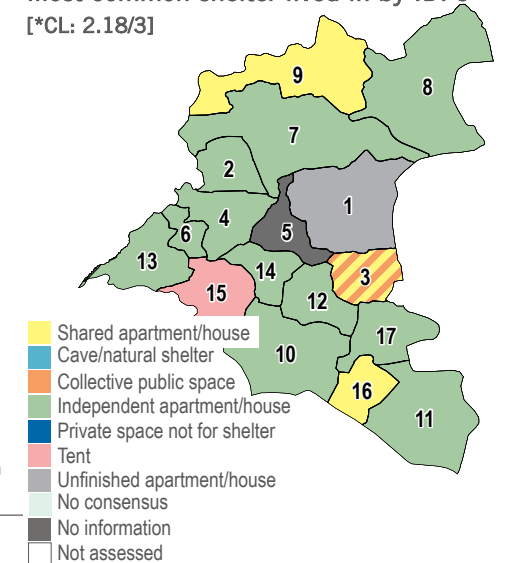 [*CL: 2.18/3]
9
8
7
2
1
4
5
6
13
14
3
15
12
17
10
16
11
Shared apartment/house
Cave/natural shelter
Collective public space
Independent apartment/house
Private space not for shelter
Tent
Unfinished apartment/house
No consensus
No information
Not assessed